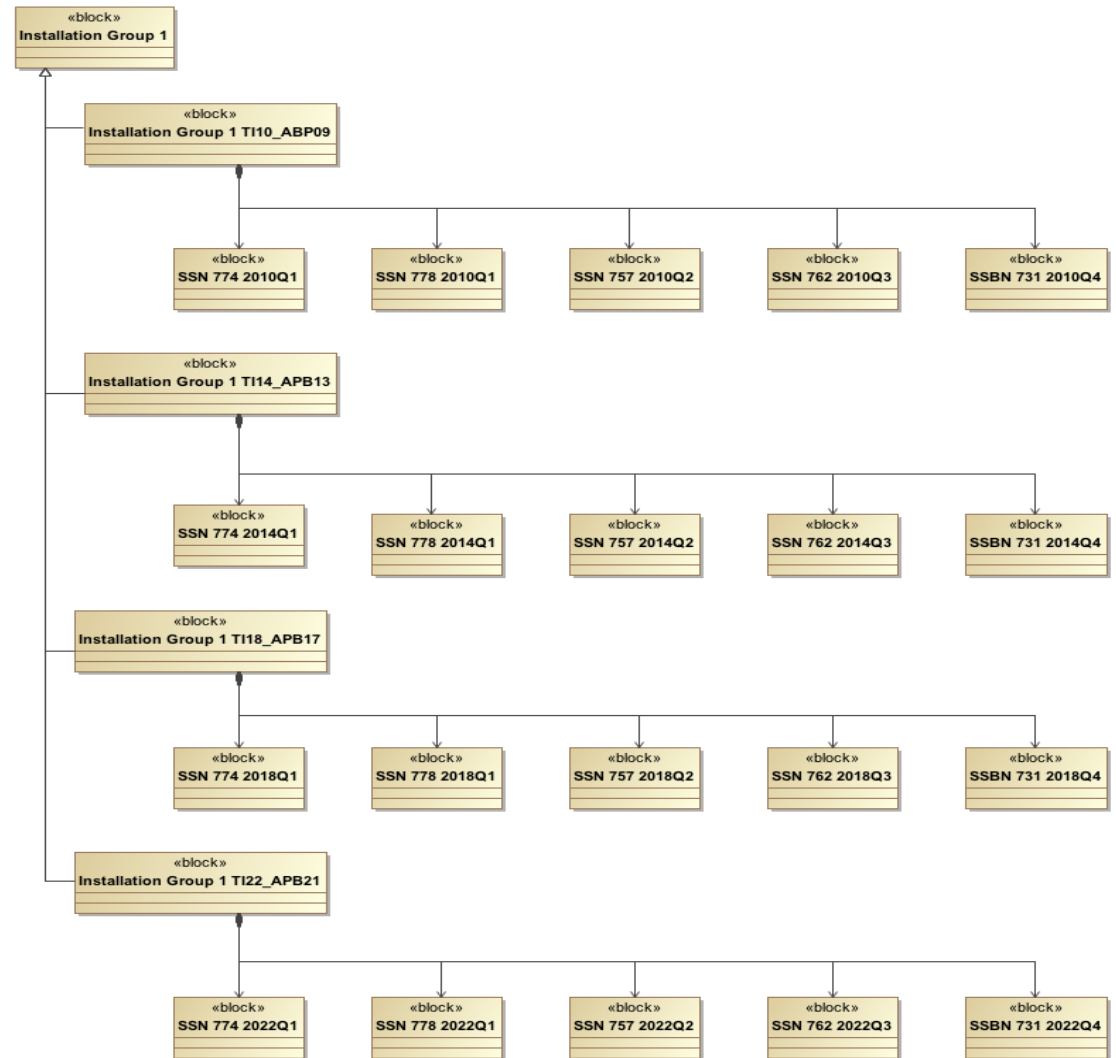 «block»
Installation Group 1
«block»
Installation Group 1 TI10_ABP09
«block»
SSN 774 2010Q1
«block»
SSN 778 2010Q1
«block»
SSN 757 2010Q2
«block»
SSN 762 2010Q3
«block»
SSBN 731 2010Q4
«block»
Installation Group 1 TI14_APB13
«block»
SSN 774 2014Q1
«block»
SSN 778 2014Q1
«block»
SSN 757 2014Q2
«block»
SSN 762 2014Q3
«block»
SSBN 731 2014Q4
«block»
Installation Group 1 TI18_APB17
«block»
SSN 774 2018Q1
«block»
SSN 778 2018Q1
«block»
SSN 757 2018Q2
«block»
SSN 762 2018Q3
«block»
SSBN 731 2018Q4
«block»
Installation Group 1 TI22_APB21
«block»
SSN 774 2022Q1
«block»
SSN 778 2022Q1
«block»
SSN 757 2022Q2
«block»
SSN 762 2022Q3
«block»
SSBN 731 2022Q4